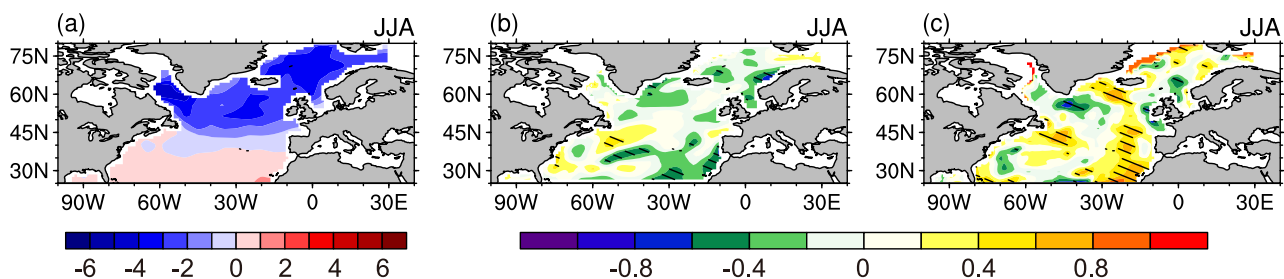 (a) JJA (b) JJA (c) JJA
75N 75N 75N
60N 60N 60N
45N 45N 45N
30N 30N 30N
90W 60W 30W 0 30E 90W 60W 30W 0 30E 90W 60W 30W 0 30E
-6 -4 -2 0 2 4 6 -0.8 -0.4 0 0.4 0.8